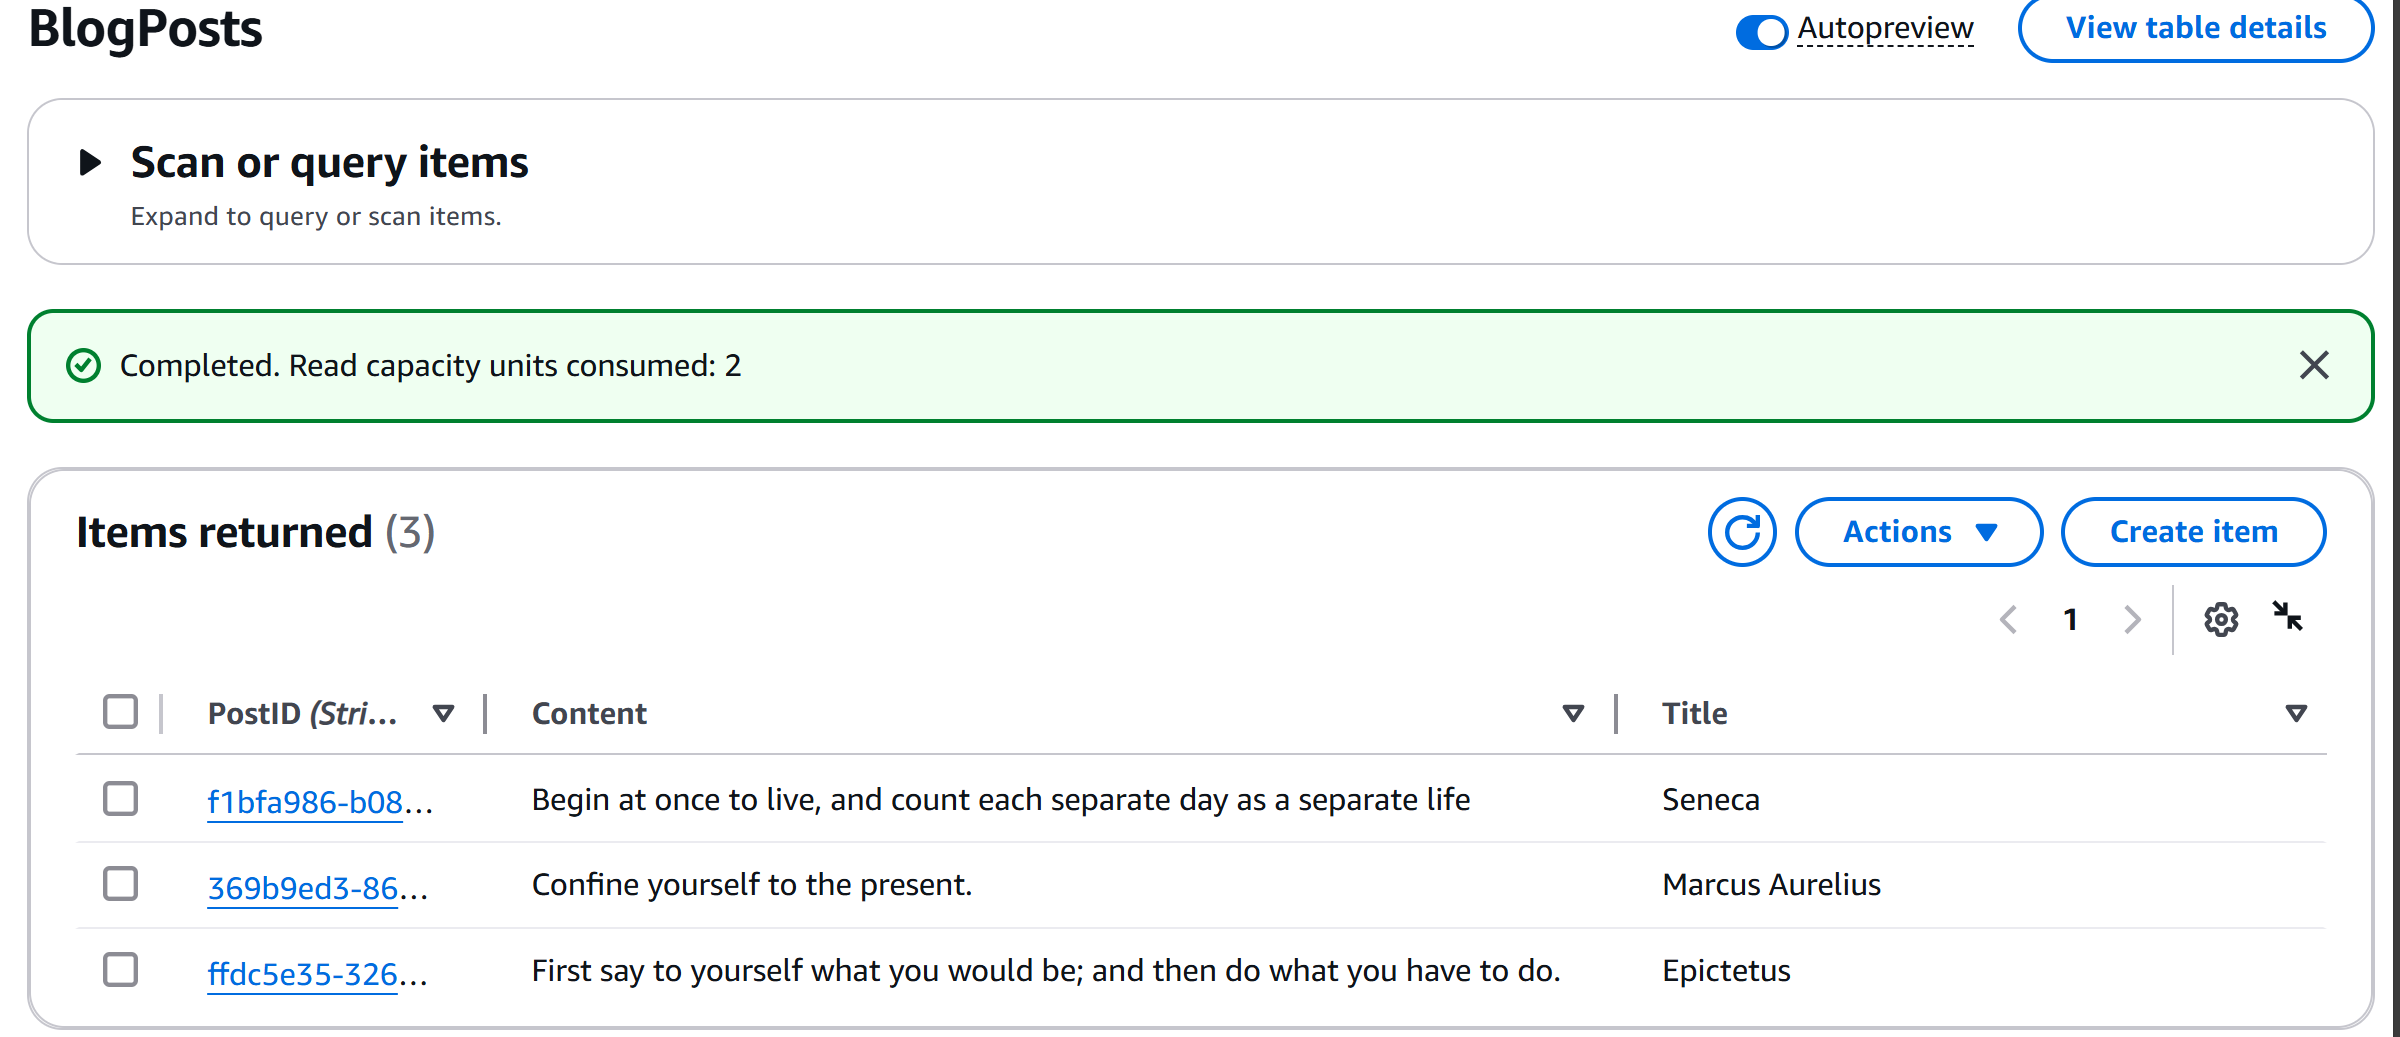 BlogPosts
Autopreview
View table details
Scan or query items
Expand to query or scan items.
Completed. Read capacity units consumed: 2
Items returned (3)
Actions
Create item
1
PostID (Stri... Content Title
f1bfa986-b08... Begin at once to live, and count each separate day as a separate life Seneca
369b9ed3-86... Confine yourself to the present. Marcus Aurelius
ffdc5e35-326... First say to yourself what you would be; and then do what you have to do. Epictetus